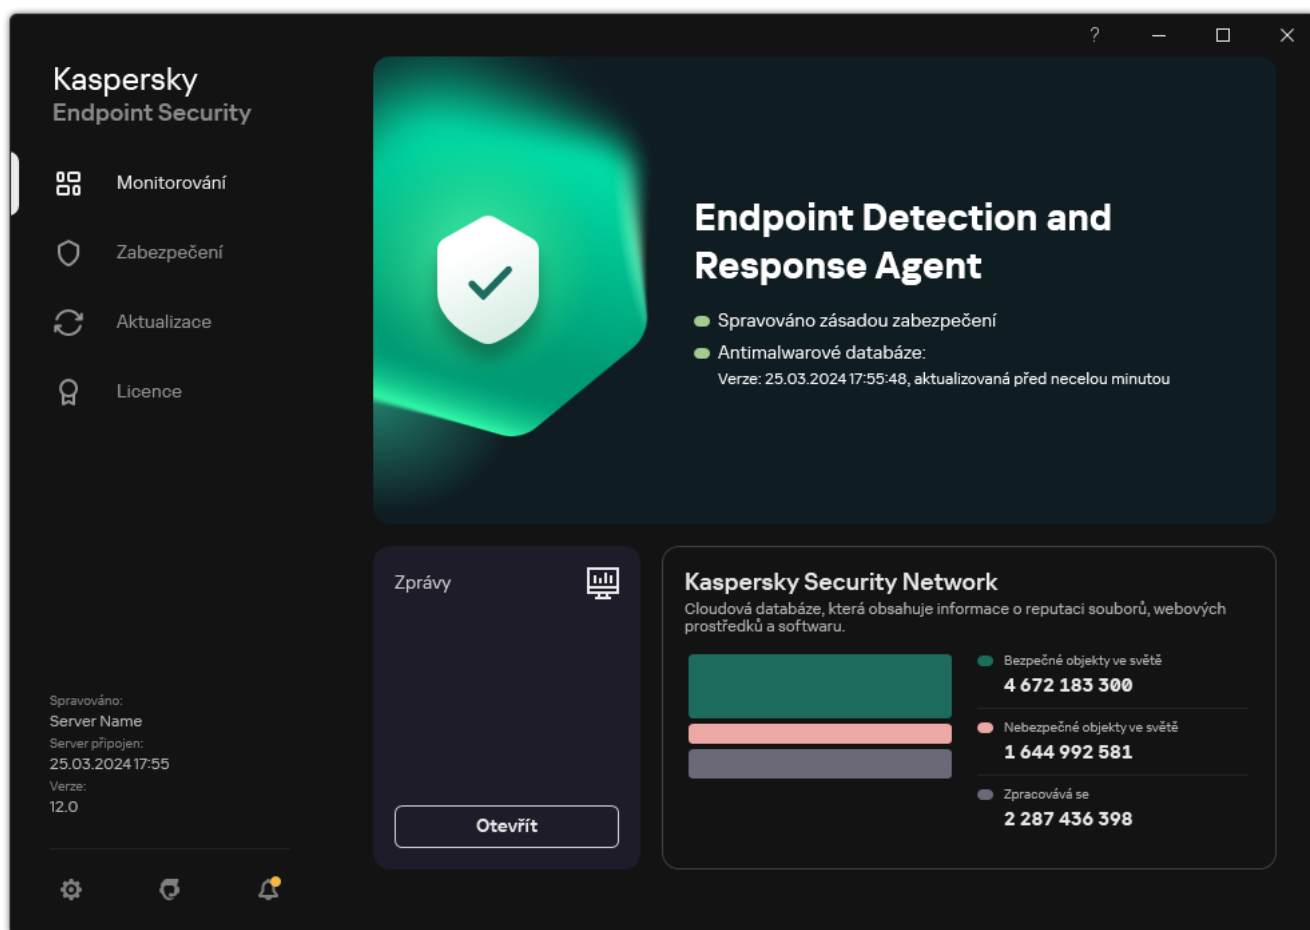 ?
Kaspersky
Endpoint Security
Monitorování
Zabezpečení
Aktualizace
Licence
Spravováno:
Server Name
Server připojen:
25.03.2024 17:55
Verze:
12.0
Endpoint Detection and
Response Agent
Spravováno zásadou zabezpečení
Antimalwarové databáze:
Verze: 25.03.2024 17:55:48, aktualizovaná před necelou minutou
Zprávy
Otevřít
Kaspersky Security Network
Cloudová databáze, která obsahuje informace o reputaci souborů, webových
prostředků a softwaru.
Bezpečné objekty ve světě
4 672 183 300
Nebezpečné objekty ve světě
1 644 992 581
Zpracovává se
2 287 436 398